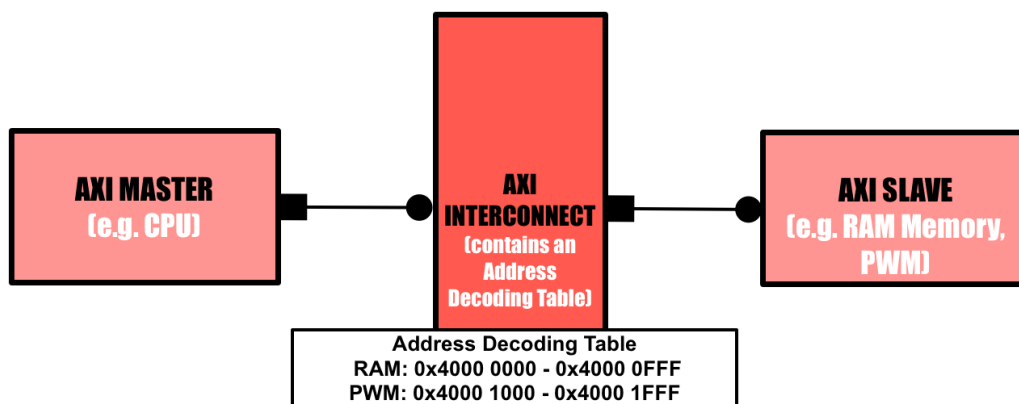 AXI MASTER
(e.g. CPU)
AXI
INTERCONNECT
(contains an
Address
Decoding Table)
AXI SLAVE
(e.g. RAM Memory,
PWM)
Address Decoding Table
RAM: 0x4000 0000 - 0x4000 0FFF
PWM: 0x4000 1000 - 0x4000 1FFF